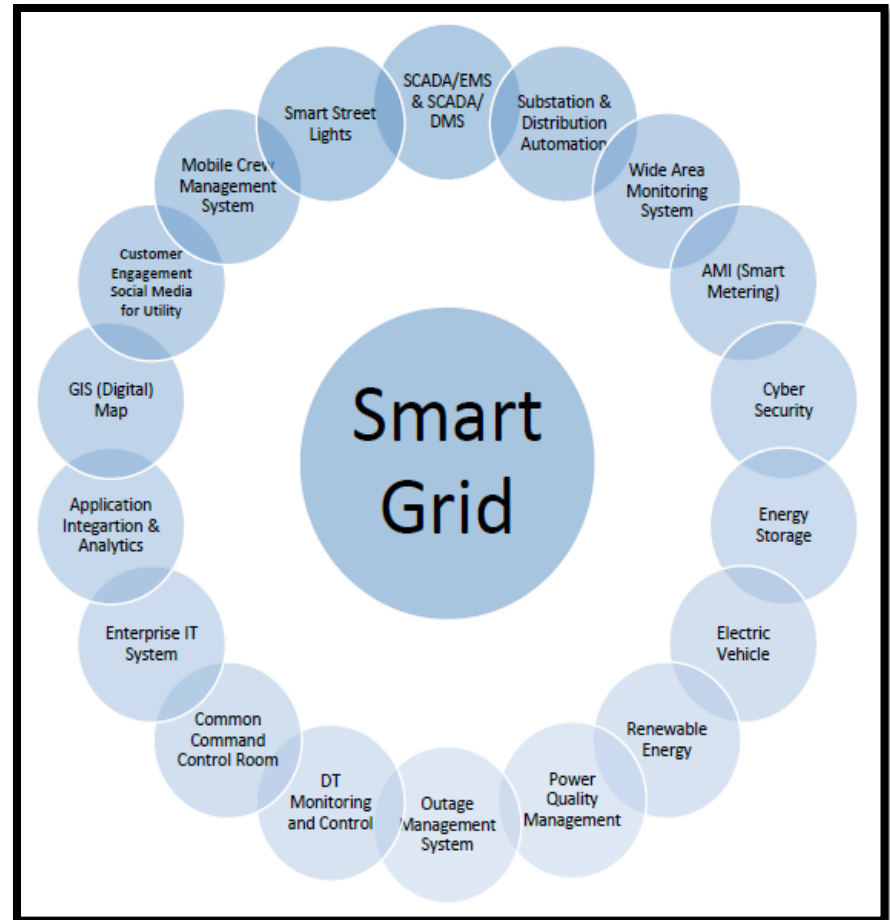 SCADA/EMS
& SCADA/
DMS
Substation &
Distribution
Automation
Wide Area
Monitoring
System
AMI (Smart
Metering)
Cyber
Security
Energy
Storage
Electric
Vehicle
Renewable
Energy
Power
Quality
Management
Outage
Management
System
DT
Monitoring
and Control
Common
Command
Control Room
Enterprise IT
System
Application
Integartion &
Analytics
GIS (Digital)
Map
Customer
Engagement
Social Media
for Utility
Mobile Crew
Management
System
Smart Street
Lights
Smart
Grid